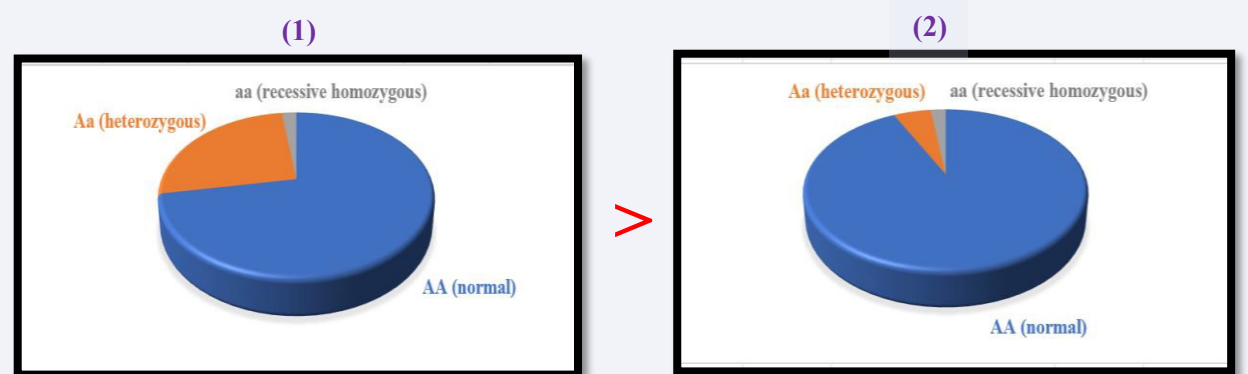 (1)
aa (recessive homozygous)
Aa (heterozygous)
AA (normal)
>
(2)
Aa (heterozygous) aa (recessive homozygous)
AA (normal)